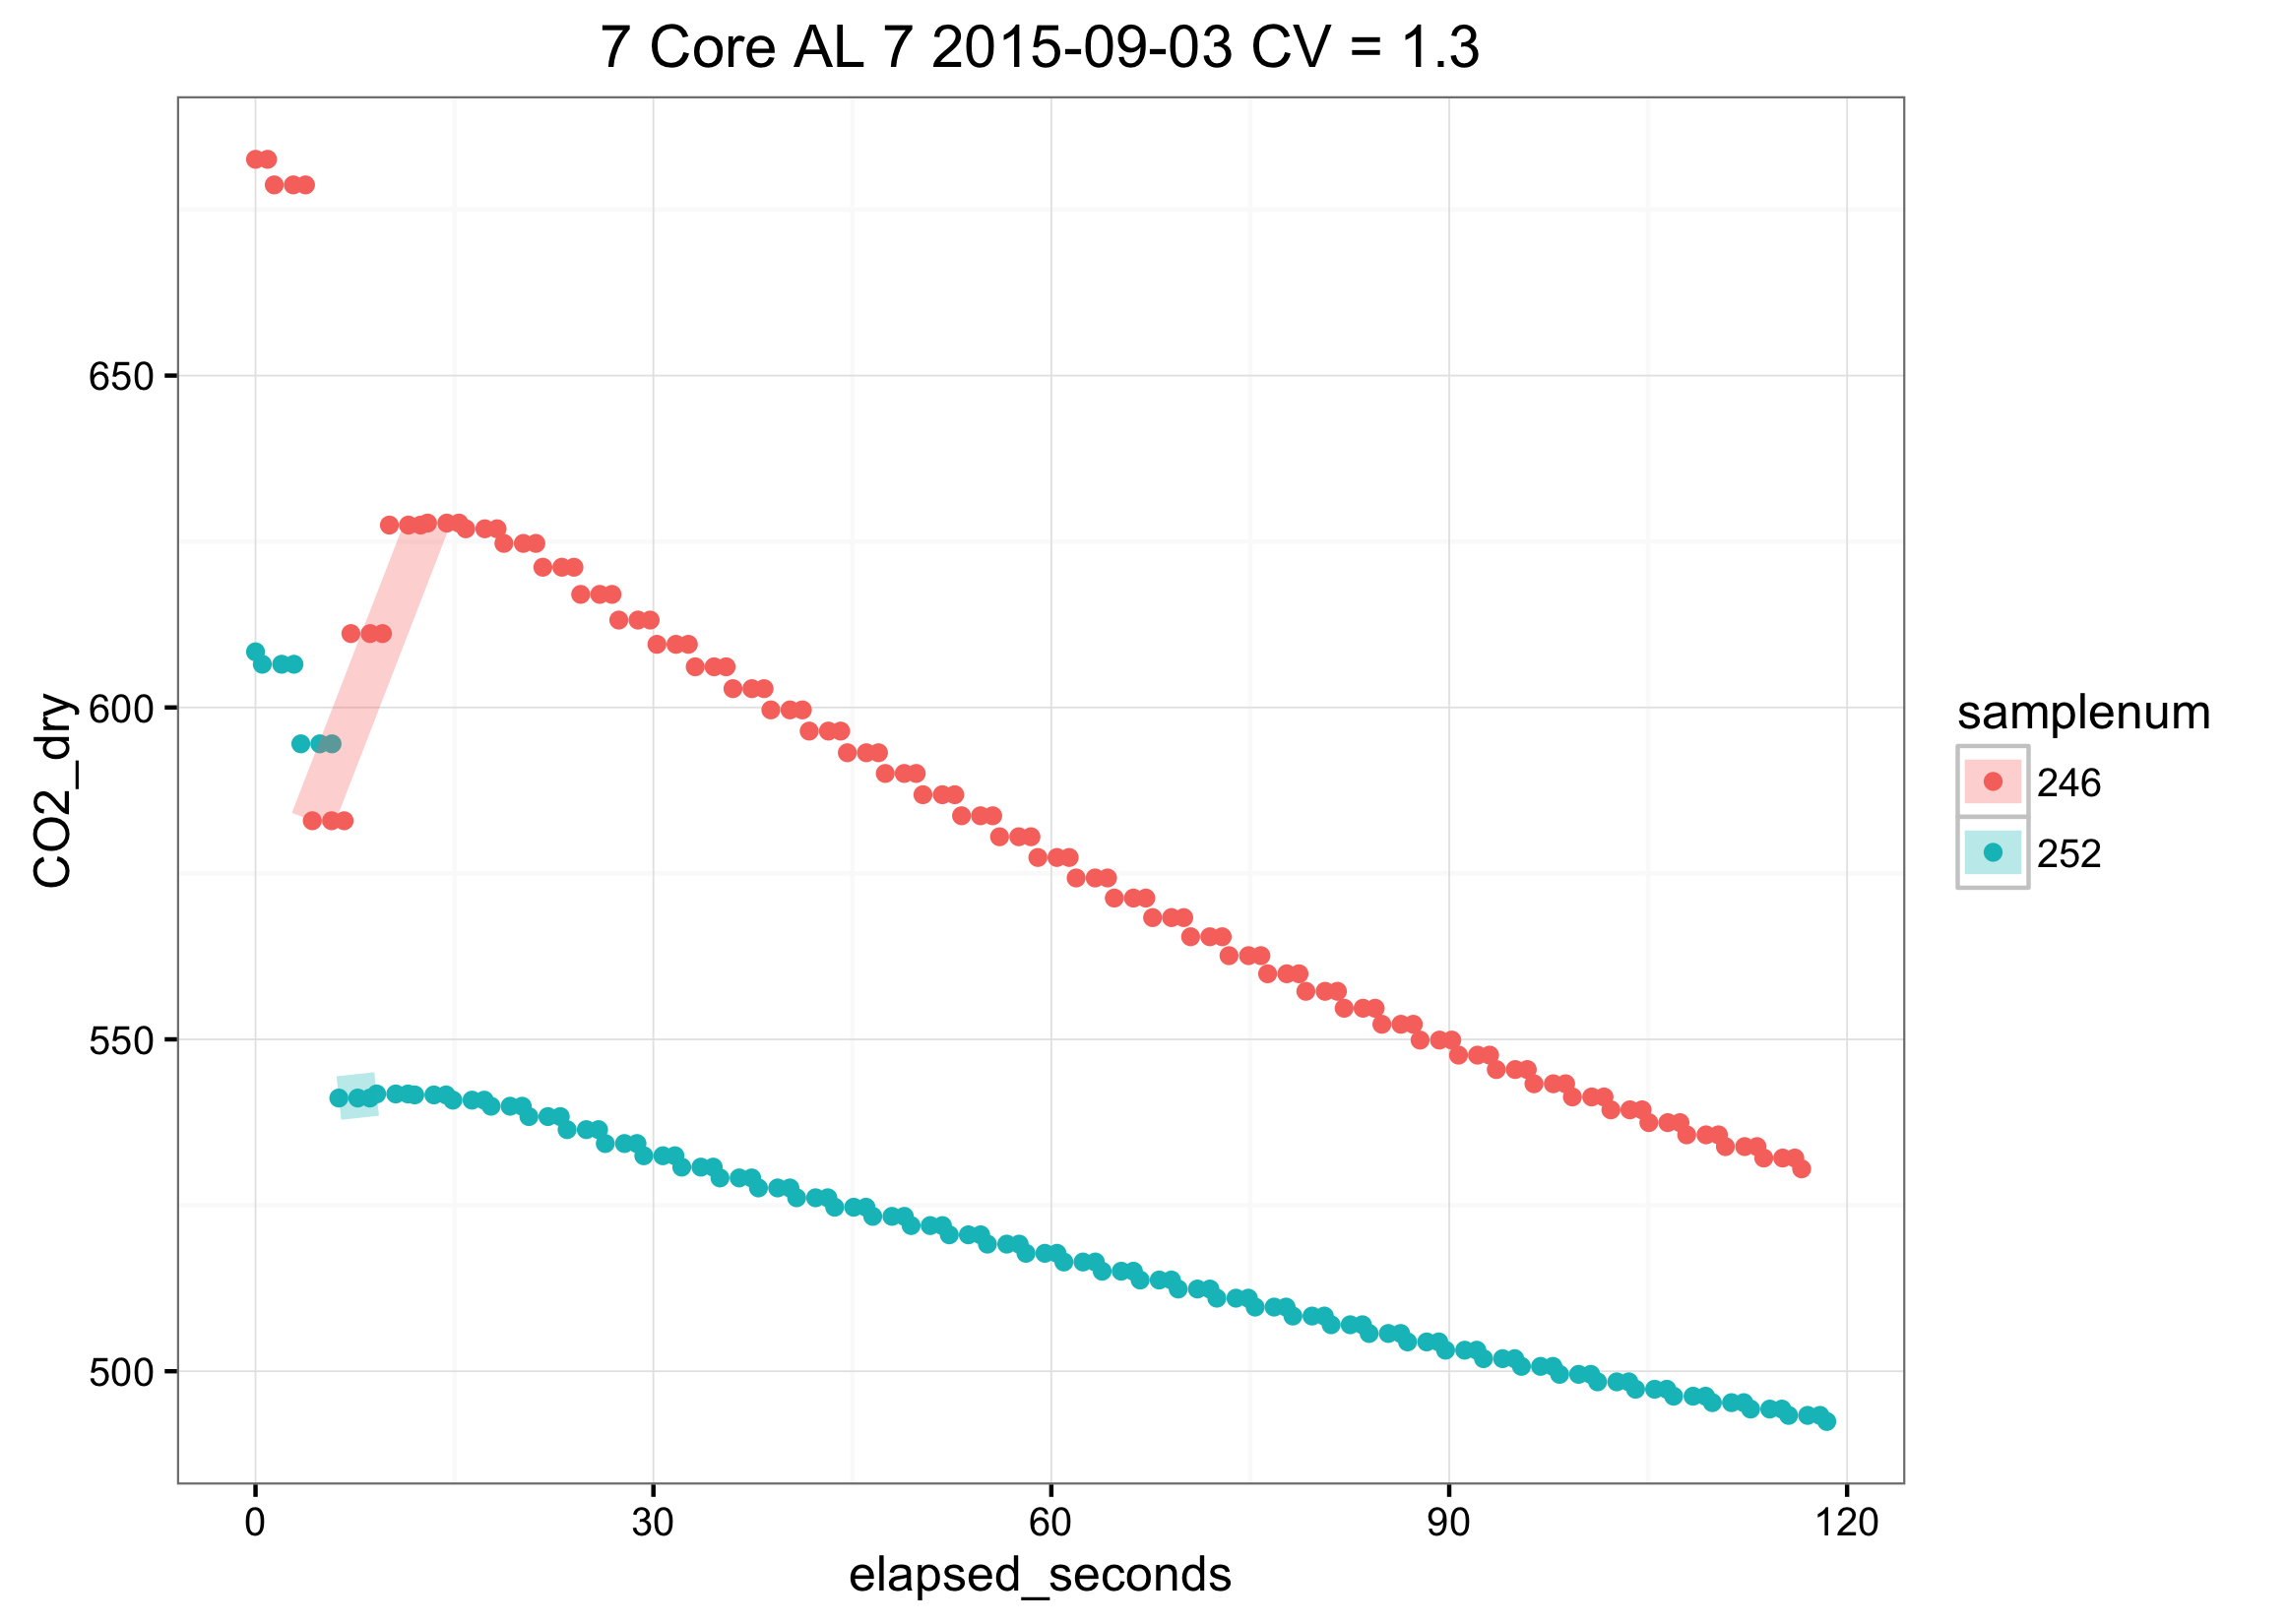 7 Core AL 7 2015-09-03 CV = 1.3
CO2_dry
650
600
550
500
0 30 60 90 120
elapsed_seconds
samplenum
246
252